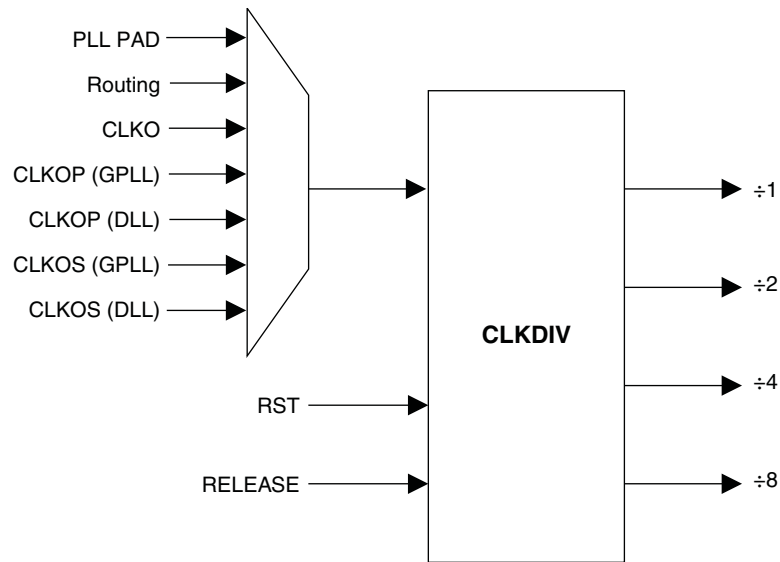 PLL PAD
Routing
CLKO
CLKOP (GPLL)
CLKOP (DLL)
CLKOS (GPLL)
CLKOS (DLL)
RST
RELEASE
CLKDIV
÷1
÷2
÷4
÷8